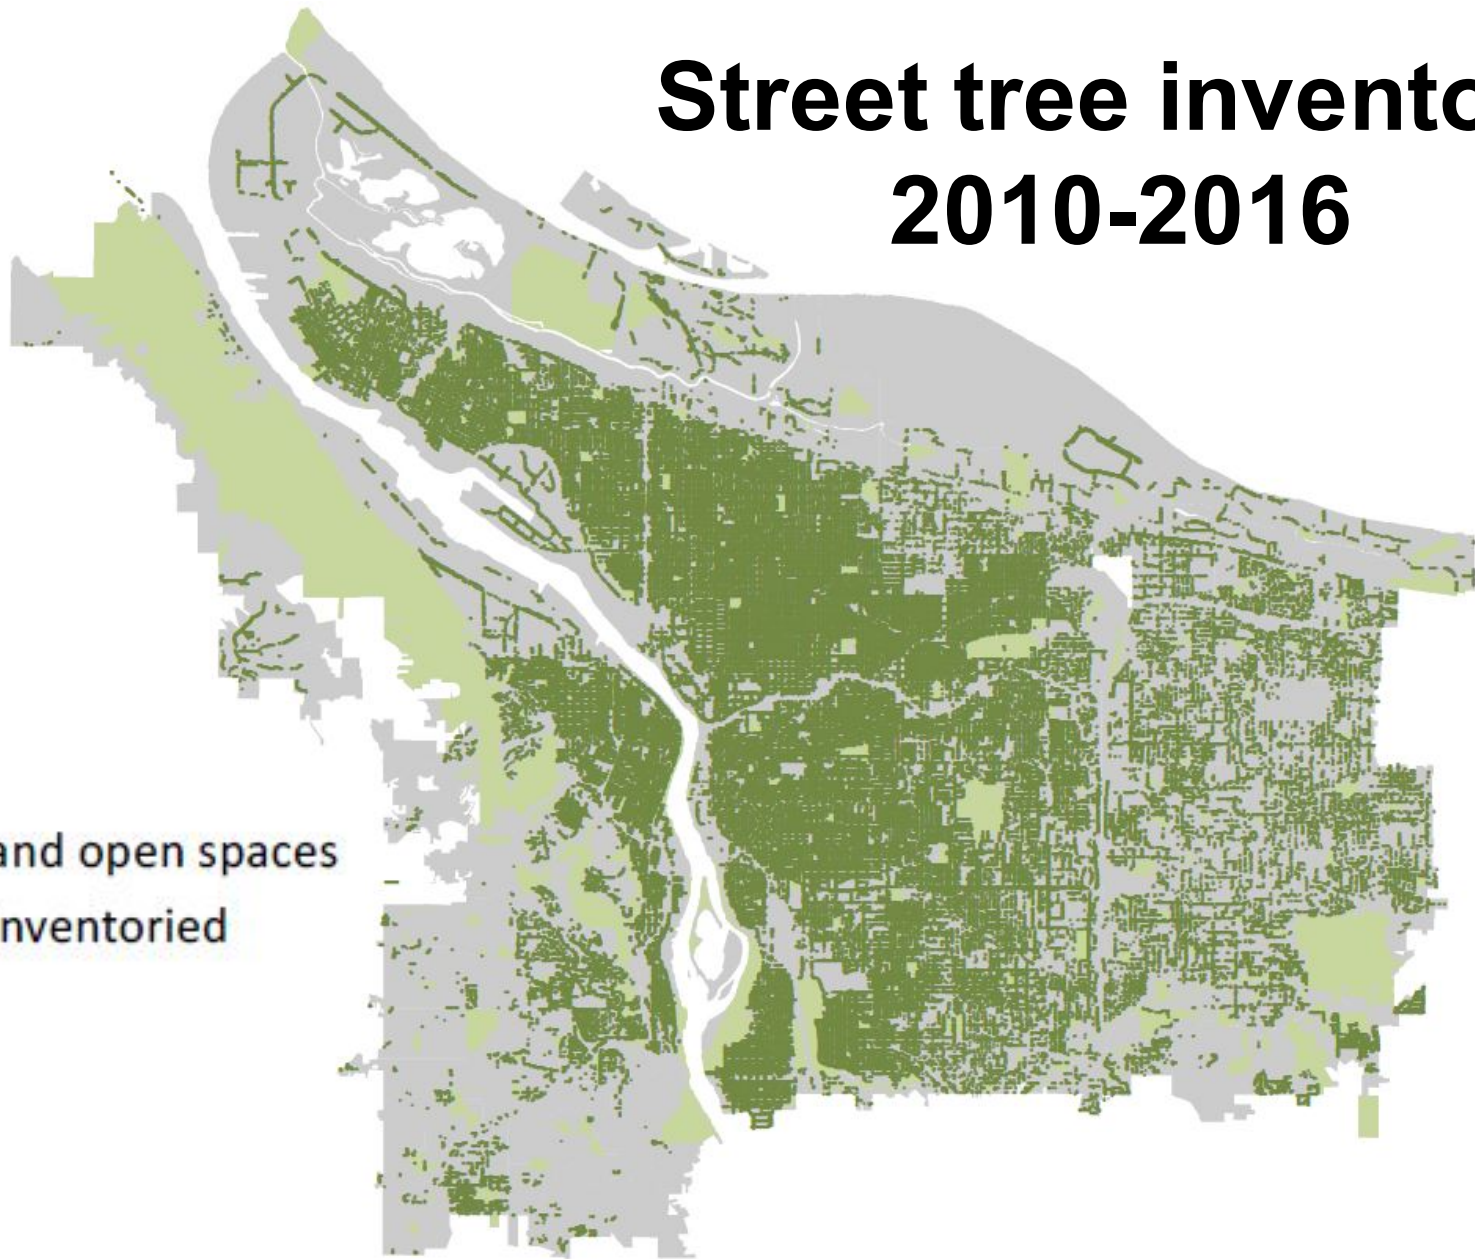 Street tree invento
2010-2016
and open spaces
nventoried